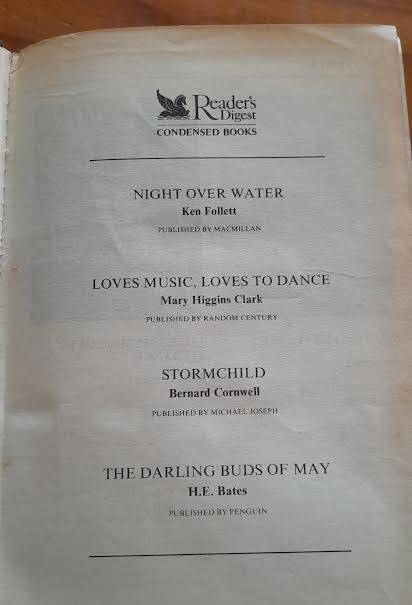 Reader's
Digest
CONDENSED BOOKS
NIGHT OVER WATER
Ken Follett
PUBLISHED BY MACMILLAN
LOVES MUSIC, LOVES TO DANCE
Mary Higgins Clark
PUBLISHED BY RANDOM CENTURY
STORMCHILD
Bernard Cornwell
PUBLISHED BY MICHAEL JOSEPH
THE DARLING BUDS OF MAY
H.E. Bates
PUBLISHED BY PENGUIN